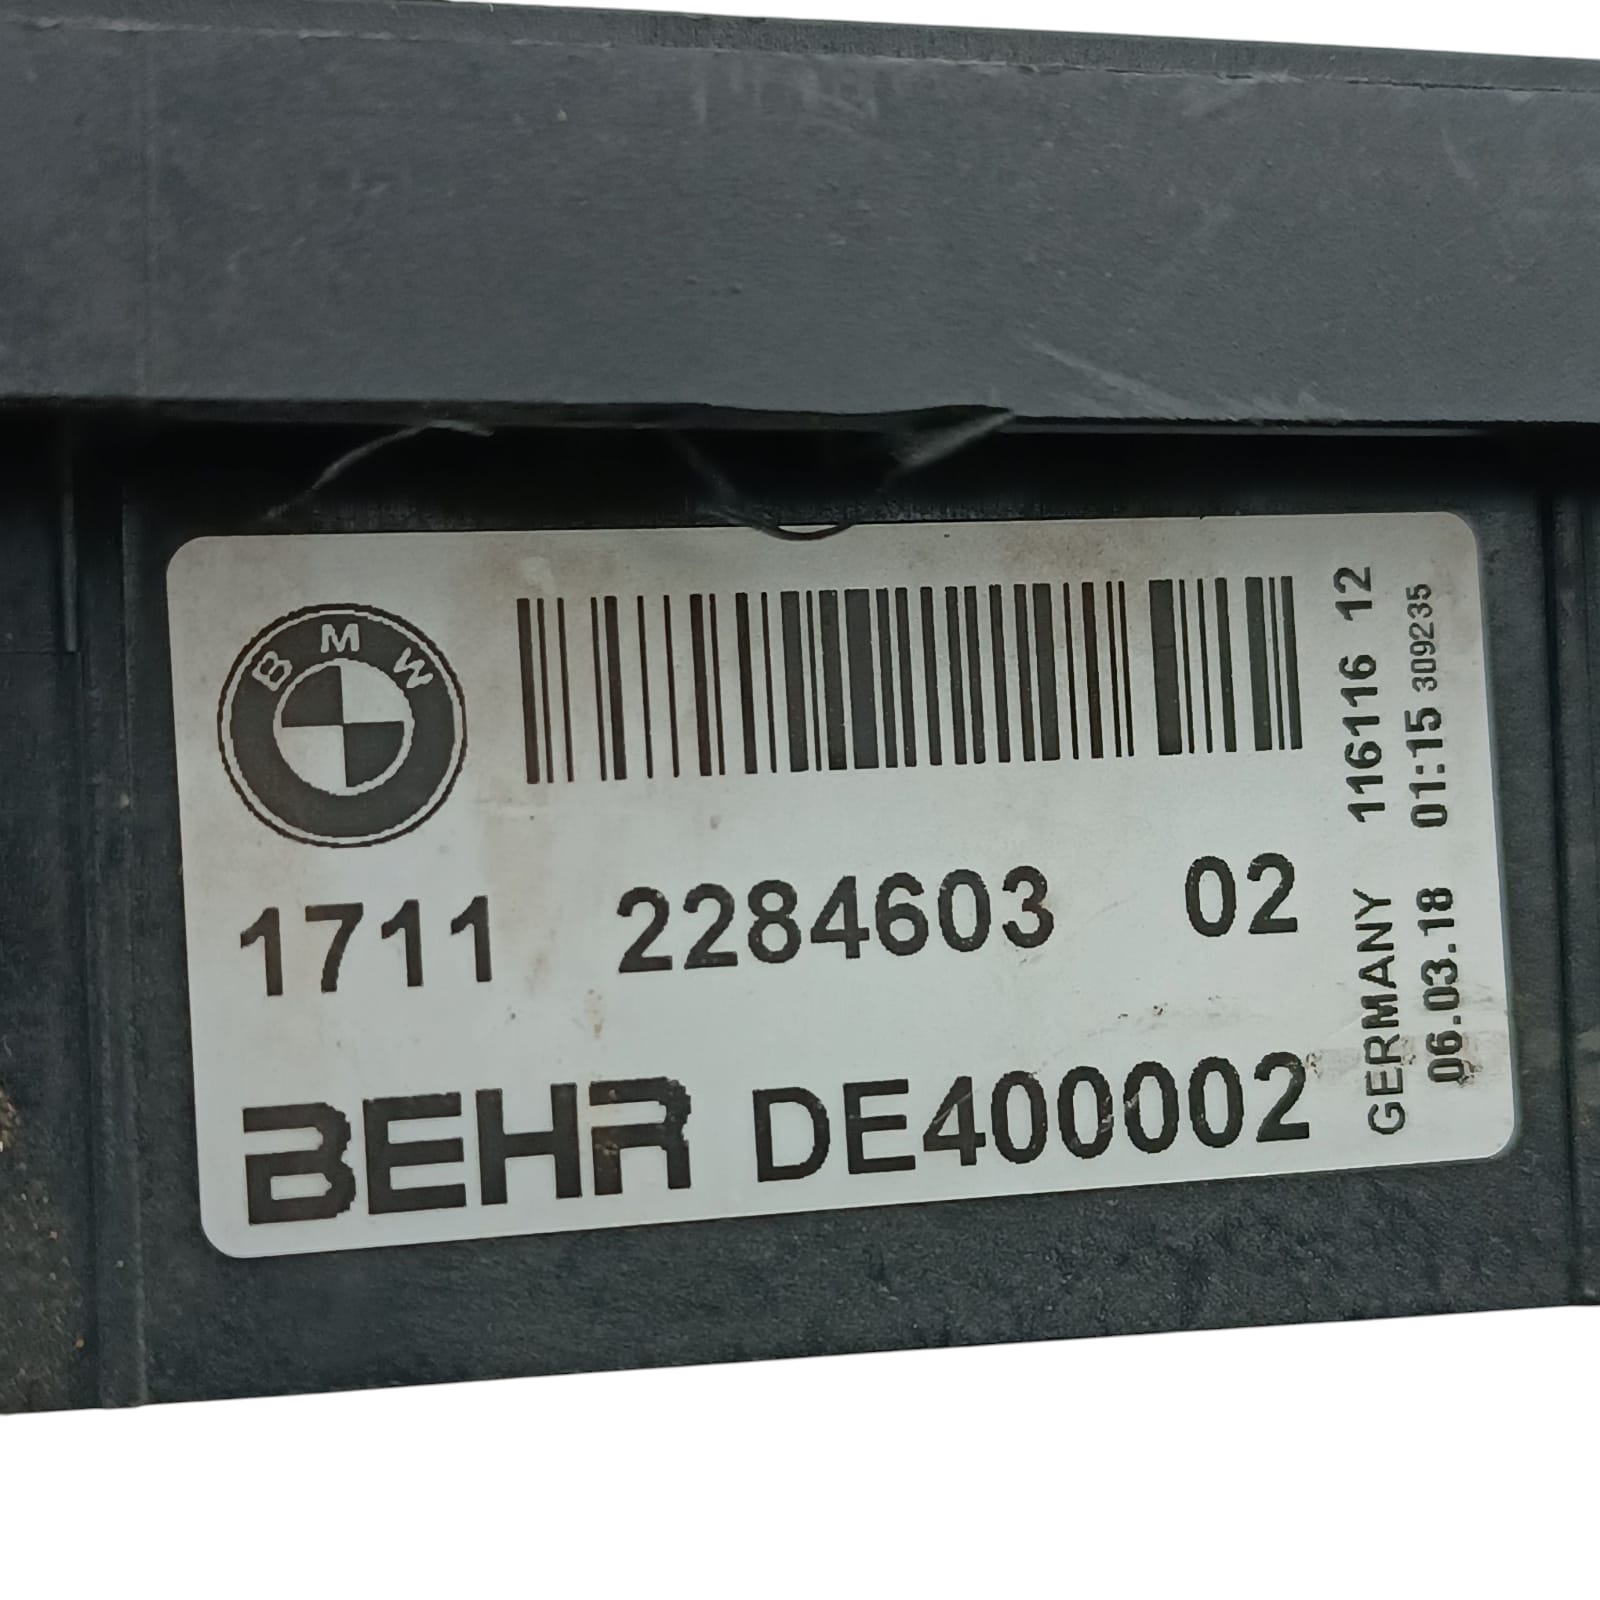 BMW
1711 2284603 02
BEHR DE400002
GERMANY 116116 12
06.03.18 01:15 309235